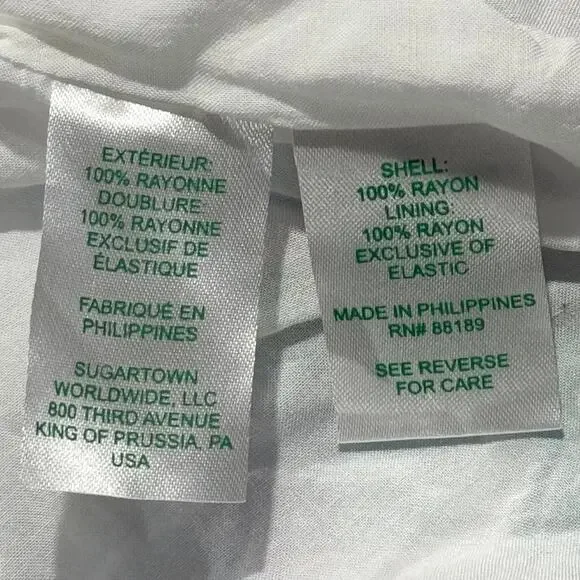 EXTÉRIEUR:
100% RAYONNE
DOUBLURE:
100% RAYONNE
EXCLUSIF DE
ÉLASTIQUE
FABRIQUÉ EN
PHILIPPINES
SUGARTOWN
WORLDWIDE, LLC
800 THIRD AVENUE
KING OF PRUSSIA, PA
USA
SHELL:
100% RAYON
LINING:
100% RAYON
EXCLUSIVE OF
ELASTIC
MADE IN PHILIPPINES
RN# 88189
SEE REVERSE
FOR CARE